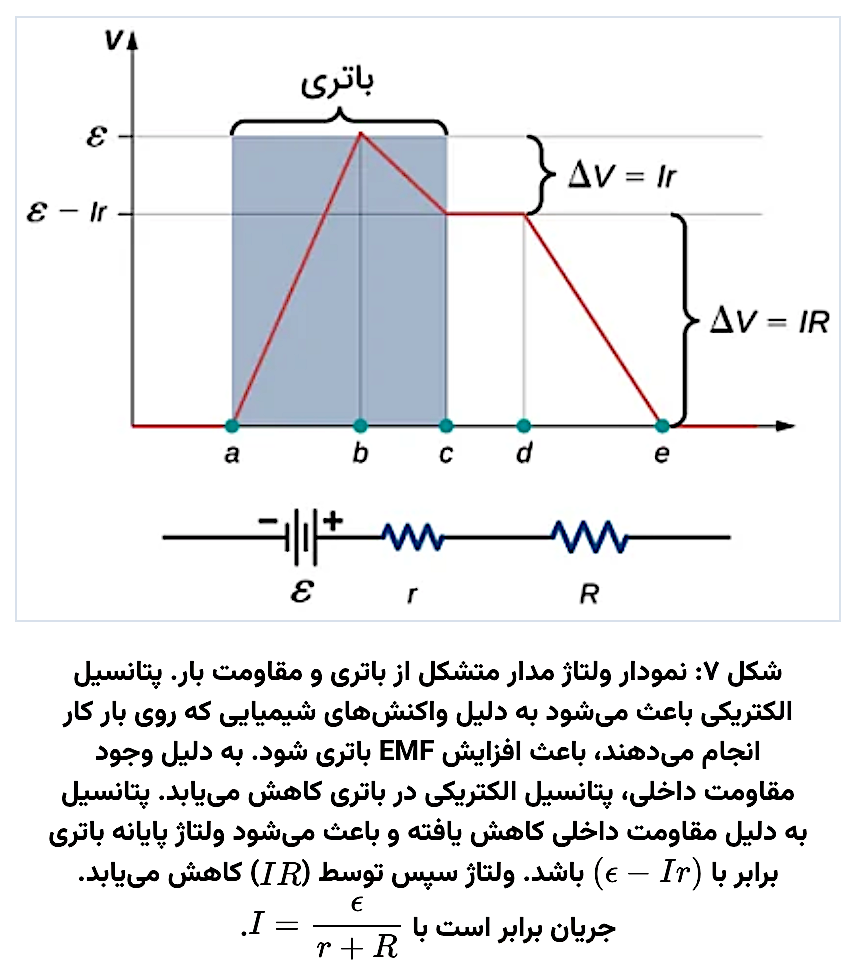 V
باتری
ε
ΔV = Ir
ε − Ir
ΔV = IR
a b c d e
− +
ε r R
شکل ۷: نمودار ولتاژ مدار متشکل از باتری و مقاومت بار. پتانسیل
الکتریکی باعث می‌شود به دلیل واکنش‌های شیمیایی که روی بار کار
انجام می‌دهند، باعث افزایش EMF باتری شود. به دلیل وجود
مقاومت داخلی، پتانسیل الکتریکی در باتری کاهش می‌یابد. پتانسیل
به دلیل مقاومت داخلی کاهش یافته و باعث می‌شود ولتاژ پایانه باتری
برابر با (ϵ − Ir) باشد. ولتاژ سپس توسط (IR) کاهش می‌یابد.
جریان برابر است با I = ϵ / (r + R).